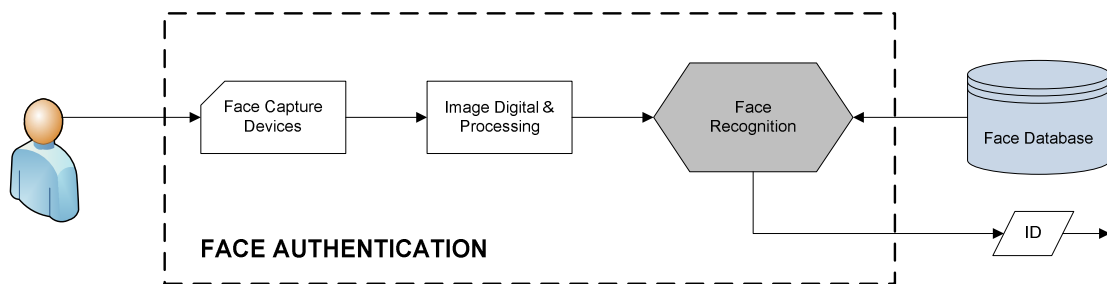 Face Capture
Devices
Image Digital &
Processing
Face
Recognition
Face Database
ID
FACE AUTHENTICATION